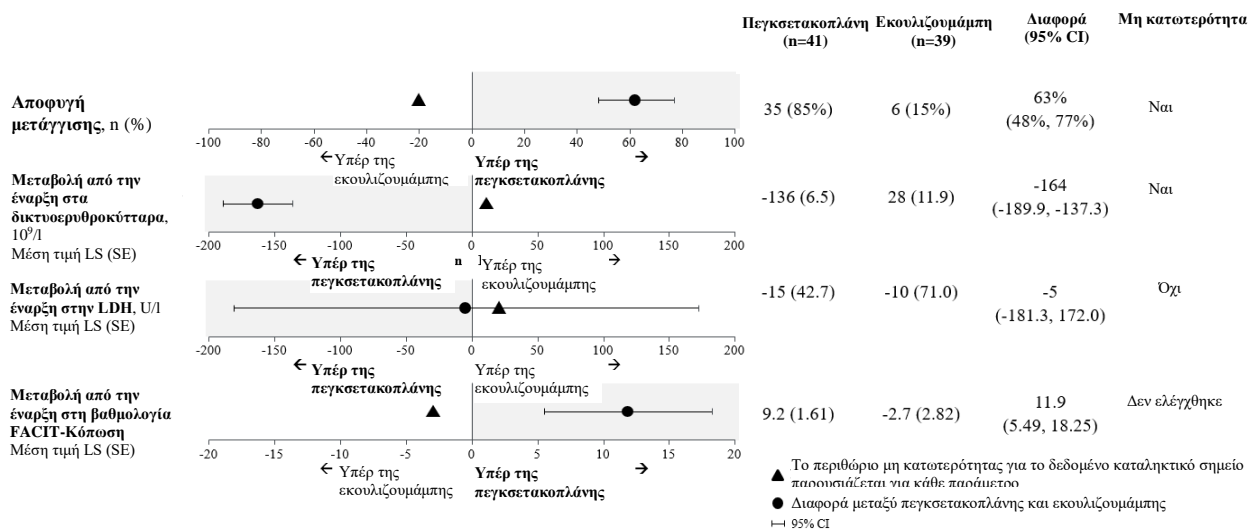 Πεγκσετακοπλάνη Εκουλιζουμάμπη Διαφορά Μη κατωτερότητα
(n=41) (n=39) (95% CI)
Αποφυγή
μετάγγισης, n (%)
35 (85%) 6 (15%) 63%
(48%, 77%) Ναι
-100 -80 -60 -40 -20 0 20 40 60 80 100
← Υπέρ της
εκουλιζουμάμπης
Υπέρ της →
πεγκσετακοπλάνης
Μεταβολή από την
έναρξη στα
δικτυοερυθροκύτταρα,
10⁹/l
Μέση τιμή LS (SE)
-136 (6.5) 28 (11.9) -164
(-189.9, -137.3) Ναι
-200 -150 -100 -50 0 50 100 150 200
← Υπέρ της
πεγκσετακοπλάνης
n
Υπέρ της →
εκουλιζουμάμπης
Μεταβολή από την
έναρξη στην LDH, U/l
Μέση τιμή LS (SE)
-15 (42.7) -10 (71.0) -5
(-181.3, 172.0) Όχι
-200 -150 -100 -50 0 50 100 150 200
← Υπέρ της
πεγκσετακοπλάνης
Υπέρ της →
εκουλιζουμάμπης
Μεταβολή από την
έναρξη στη βαθμολογία
FACIT-Κόπωση
Μέση τιμή LS (SE)
9.2 (1.61) -2.7 (2.82) 11.9
(5.49, 18.25) Δεν ελέγχθηκε
-20 -15 -10 -5 0 5 10 15 20
← Υπέρ της
εκουλιζουμάμπης
Υπέρ της →
πεγκσετακοπλάνης
▲ Το περιθώριο μη κατωτερότητας για το δεδομένο καταληκτικό σημείο
παρουσιάζεται για κάθε παράμετρο
● Διαφορά μεταξύ πεγκσετακοπλάνης και εκουλιζουμάμπης
95% CI